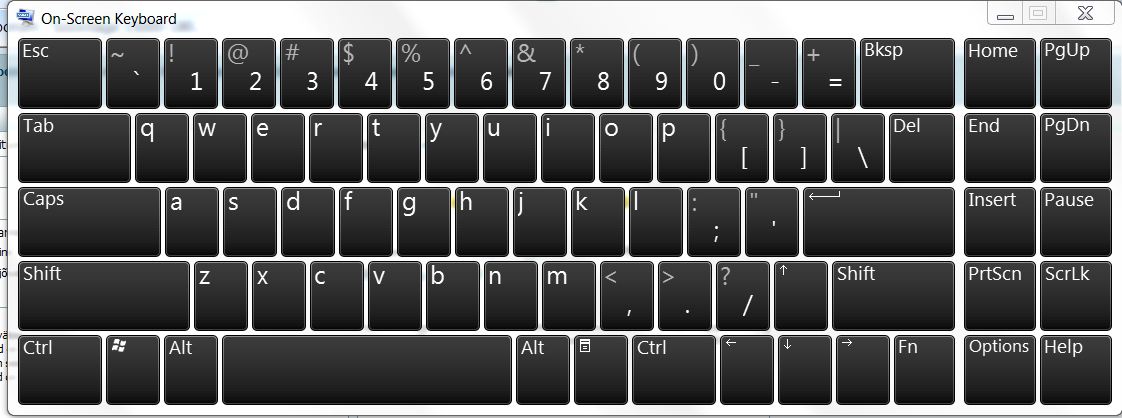 On-Screen Keyboard
Esc ~ ` ! 1 @ 2 # 3 $ 4 % 5 ^ 6 & 7 * 8 ( 9 ) 0 _ - + = Bksp Home PgUp
Tab q w e r t y u i o p { [ } ] | \ Del End PgDn
Caps a s d f g h j k l : ; " ' Insert Pause
Shift z x c v b n m < , > . ? / ↑ Shift PrtScn ScrLk
Ctrl Alt Alt Ctrl ← ↓ → Fn Options Help